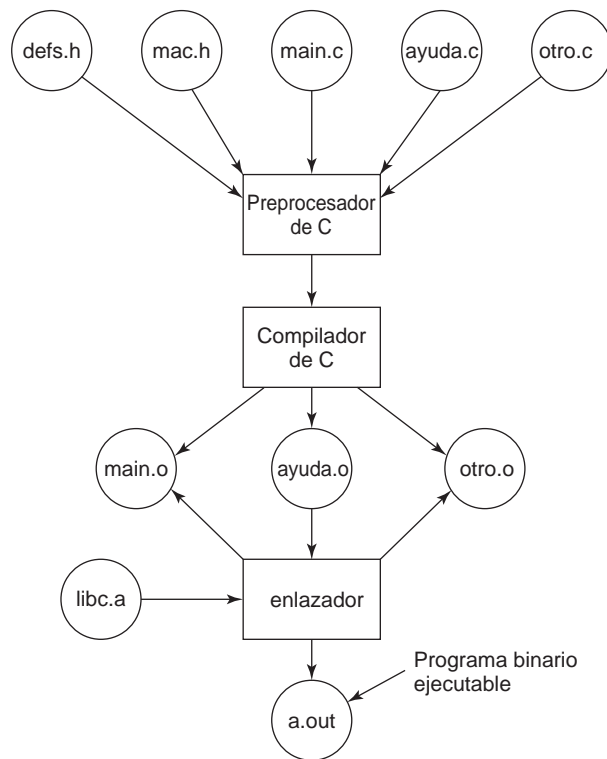 defs.h
mac.h
main.c
ayuda.c
otro.c
Preprocesador
de C
Compilador
de C
main.o
ayuda.o
otro.o
libc.a
enlazador
Programa binario
ejecutable
a.out